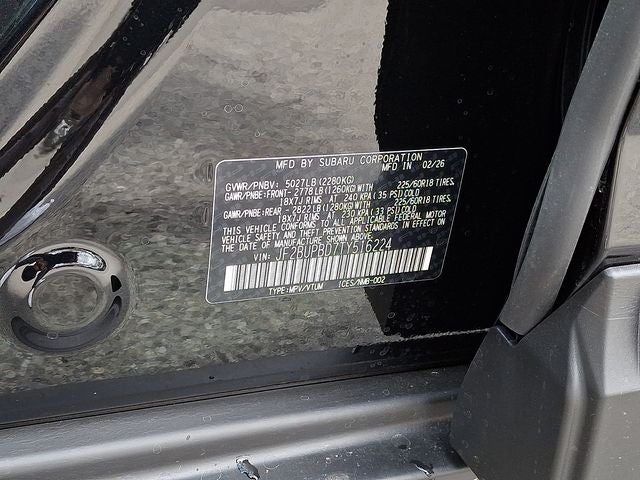 MFD BY SUBARU CORPORATION
MFD IN 02/26
GVWR/PNBV: 5027LB(2280KG)
GAWR/PNBE:FRONT-2778LB(1260KG)WITH 225/60R18 TIRES,
18X7J RIMS AT 240 KPA(35 PSI)COLD
GAWR/PNBE:REAR -2822LB(1280KG)WITH 225/60R18 TIRES,
18X7J RIMS AT 230 KPA(33 PSI)COLD
THIS VEHICLE CONFORMS TO ALL APPLICABLE FEDERAL MOTOR
VEHICLE SAFETY AND THEFT PREVENTION STANDARDS IN EFFECT ON
THE DATE OF MANUFACTURE SHOWN ABOVE.
VIN:
TYPE:MPV/VTUM ICES/NMB-002